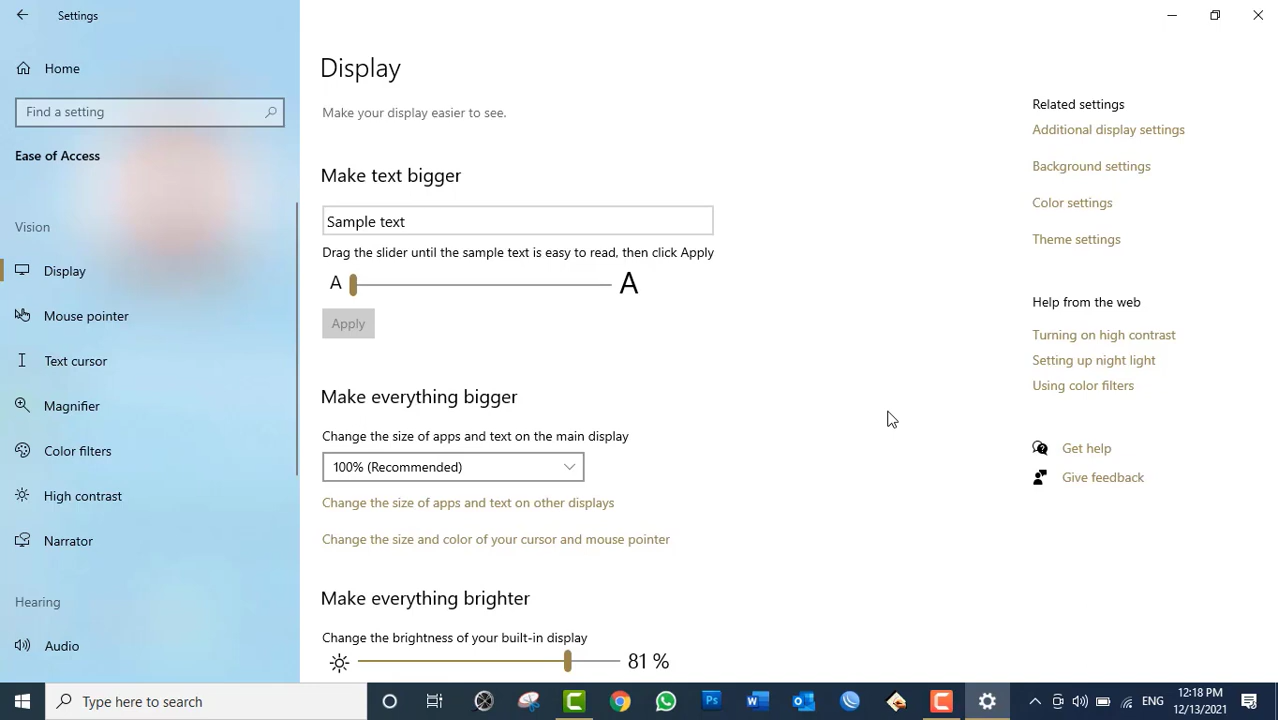 Settings
Home
Find a setting
Ease of Access
Vision
Display
Mouse pointer
Text cursor
Magnifier
Color filters
High contrast
Narrator
Hearing
Audio
Display
Make your display easier to see.
Make text bigger
Sample text
Drag the slider until the sample text is easy to read, then click Apply
A A
Apply
Make everything bigger
Change the size of apps and text on the main display
100% (Recommended)
Change the size of apps and text on other displays
Change the size and color of your cursor and mouse pointer
Make everything brighter
Change the brightness of your built-in display
81 %
Related settings
Additional display settings
Background settings
Color settings
Theme settings
Help from the web
Turning on high contrast
Setting up night light
Using color filters
Get help
Give feedback
Type here to search
Ps
W
ENG
12:18 PM
12/13/2021